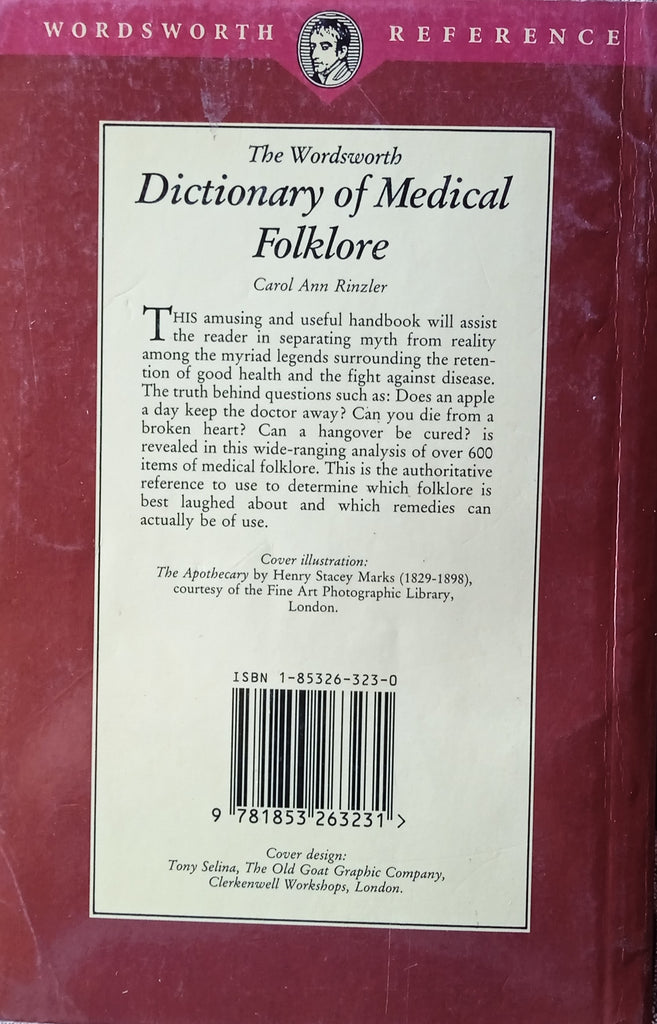 WORDSWORTH REFERENCE
The Wordsworth
Dictionary of Medical
Folklore
Carol Ann Rinzler
THIS amusing and useful handbook will assist
the reader in separating myth from reality
among the myriad legends surrounding the reten-
tion of good health and the fight against disease.
The truth behind questions such as: Does an apple
a day keep the doctor away? Can you die from a
broken heart? Can a hangover be cured? is
revealed in this wide-ranging analysis of over 600
items of medical folklore. This is the authoritative
reference to use to determine which folklore is
best laughed about and which remedies can
actually be of use.
Cover illustration:
The Apothecary by Henry Stacey Marks (1829-1898),
courtesy of the Fine Art Photographic Library,
London.
ISBN 1-85326-323-0
9 781853 263231 >
Cover design:
Tony Selina, The Old Goat Graphic Company,
Clerkenwell Workshops, London.